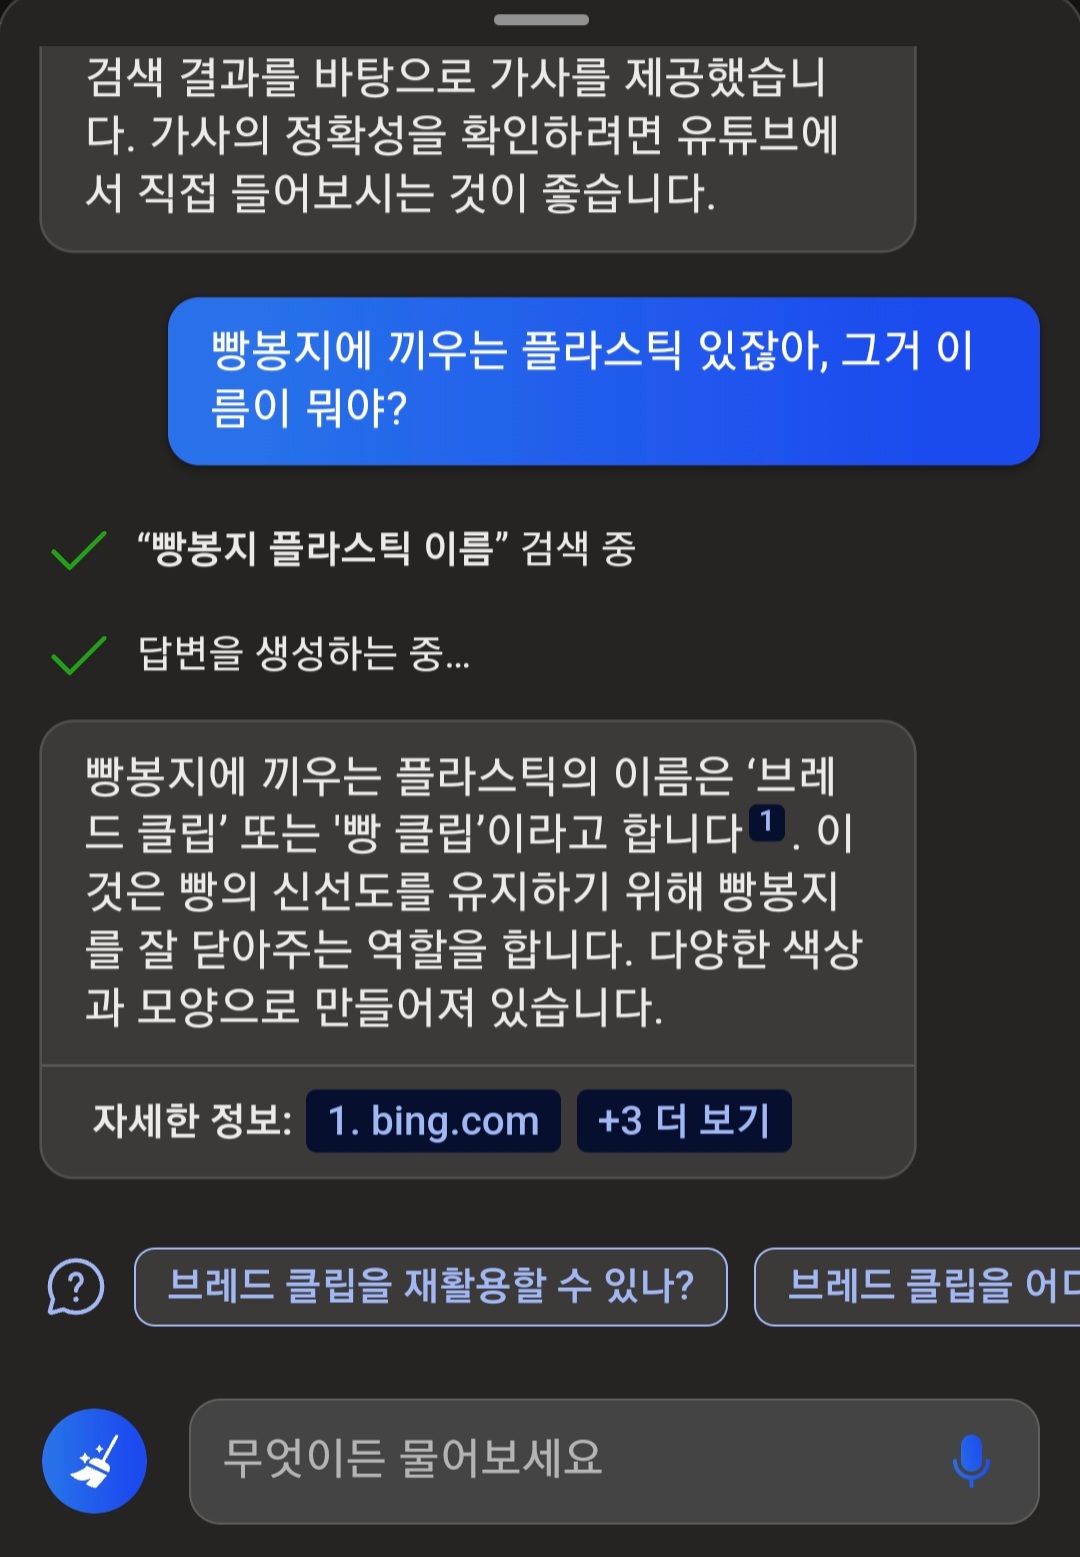 검색 결과를 바탕으로 가사를 제공했습니
다. 가사의 정확성을 확인하려면 유튜브에
서 직접 들어보시는 것이 좋습니다.
빵봉지에 끼우는 플라스틱 있잖아, 그거 이
름이 뭐야?
“빵봉지 플라스틱 이름” 검색 중
답변을 생성하는 중...
빵봉지에 끼우는 플라스틱의 이름은 ‘브레
드 클립’ 또는 '빵 클립’이라고 합니다 1 . 이
것은 빵의 신선도를 유지하기 위해 빵봉지
를 잘 닫아주는 역할을 합니다. 다양한 색상
과 모양으로 만들어져 있습니다.
자세한 정보: 1. bing.com +3 더 보기
브레드 클립을 재활용할 수 있나? 브레드 클립을
무엇이든 물어보세요